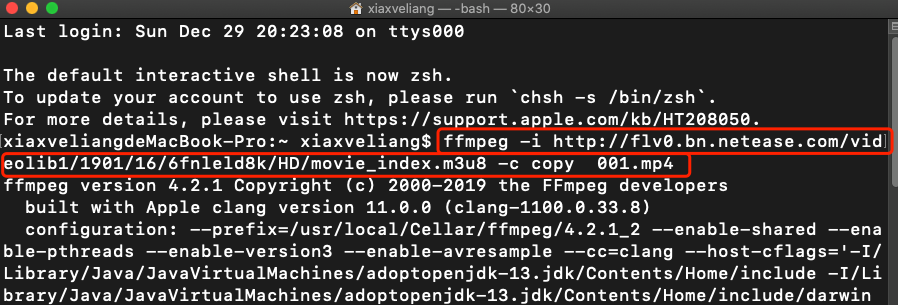 xiaxveliang — -bash — 80×30
Last login: Sun Dec 29 20:23:08 on ttys000
The default interactive shell is now zsh.
To update your account to use zsh, please run `chsh -s /bin/zsh`.
For more details, please visit https://support.apple.com/kb/HT208050.
[xiaxveliangdeMacBook-Pro:~ xiaxveliang$ ffmpeg -i http://flv0.bn.netease.com/vid]
eolib1/1901/16/6fnleld8k/HD/movie_index.m3u8 -c copy  001.mp4
ffmpeg version 4.2.1 Copyright (c) 2000-2019 the FFmpeg developers
  built with Apple clang version 11.0.0 (clang-1100.0.33.8)
  configuration: --prefix=/usr/local/Cellar/ffmpeg/4.2.1_2 --enable-shared --ena
ble-pthreads --enable-version3 --enable-avresample --cc=clang --host-cflags='-I/
Library/Java/JavaVirtualMachines/adoptopenjdk-13.jdk/Contents/Home/include -I/Li
brary/Java/JavaVirtualMachines/adoptopenjdk-13.jdk/Contents/Home/include/darwin